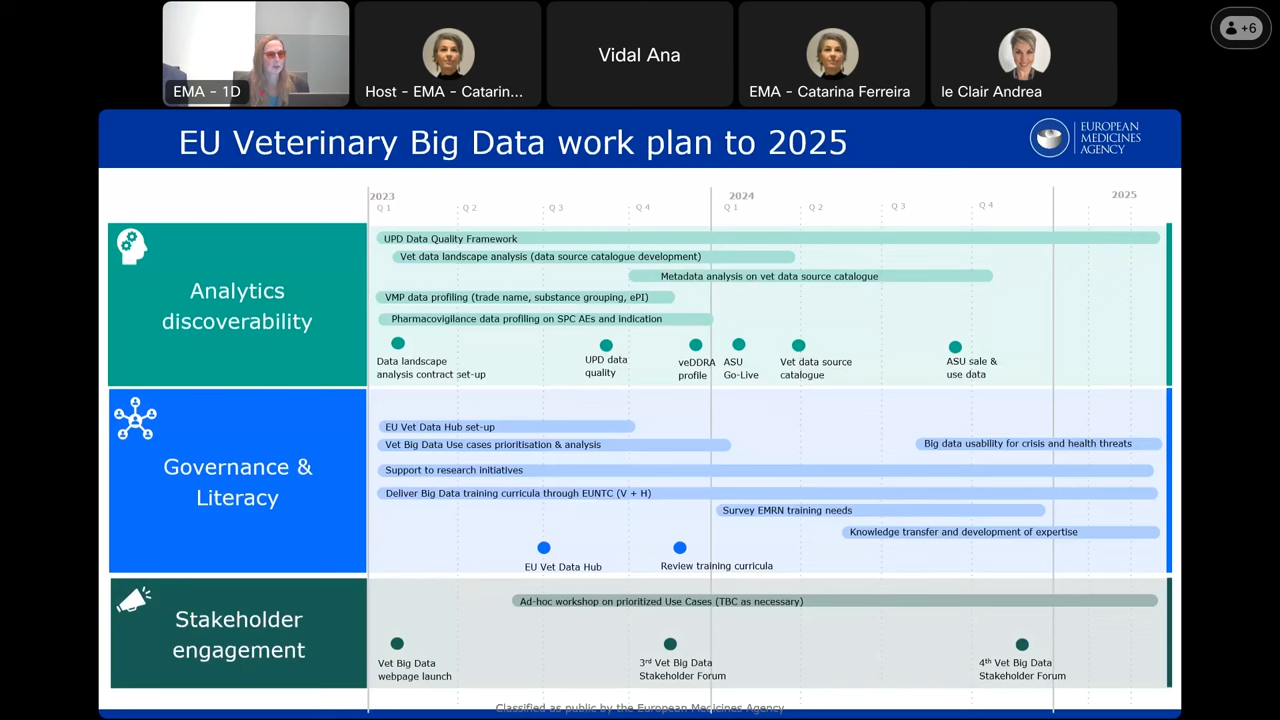 +6
EMA - 1D
Host - EMA - Catarin...
Vidal Ana
EMA - Catarina Ferreira
le Clair Andrea
EU Veterinary Big Data work plan to 2025
EUROPEAN
MEDICINES
AGENCY
2023
2024
2025
Q 1
Q 2
Q 3
Q 4
Q 1
Q 2
Q 3
Q 4
Analytics
discoverability
UPD Data Quality Framework
Vet data landscape analysis (data source catalogue development)
Metadata analysis on vet data source catalogue
VMP data profiling (trade name, substance grouping, ePI)
Pharmacovigilance data profiling on SPC AEs and indication
Data landscape
analysis contract set-up
UPD data
quality
veDDRA
profile
ASU
Go-Live
Vet data source
catalogue
ASU sale &
use data
Governance &
Literacy
EU Vet Data Hub set-up
Vet Big Data Use cases prioritisation & analysis
Big data usability for crisis and health threats
Support to research initiatives
Deliver Big Data training curricula through EUNTC (V + H)
Survey EMRN training needs
Knowledge transfer and development of expertise
EU Vet Data Hub
Review training curricula
Stakeholder
engagement
Ad-hoc workshop on prioritized Use Cases (TBC as necessary)
Vet Big Data
webpage launch
3rd Vet Big Data
Stakeholder Forum
4th Vet Big Data
Stakeholder Forum
Classified as public by the European Medicines Agency